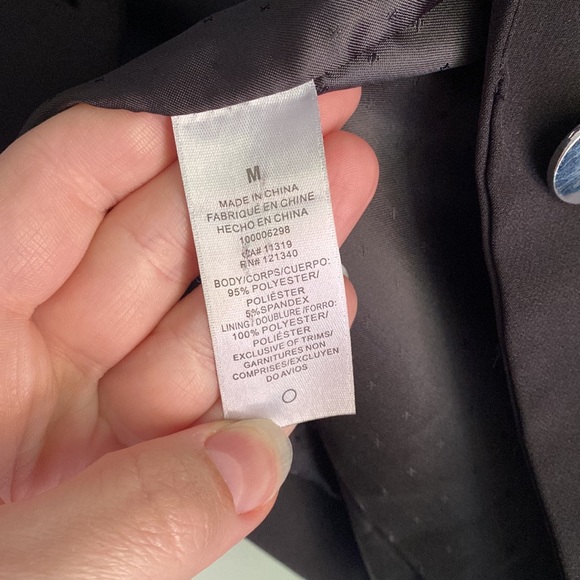 M
MADE IN CHINA
FABRIQUÉ EN CHINE
HECHO EN CHINA
100006298
CA# 11319
RN# 121340
BODY/CORPS/CUERPO:
95% POLYESTER/
POLIÉSTER
5%SPANDEX
LINING/DOUBLURE/FORRO:
100% POLYESTER/
POLIÉSTER
EXCLUSIVE OF TRIMS/
GARNITURES NON
COMPRISES/EXCLUYEN
DO AVIOS